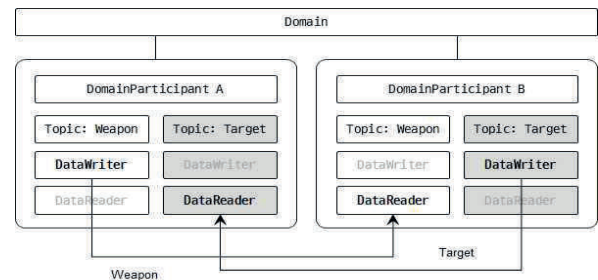 Domain
DomainParticipant A
DomainParticipant B
Topic: Weapon
Topic: Target
Topic: Weapon
Topic: Target
DataWriter
DataWriter
DataWriter
DataWriter
DataReader
DataReader
DataReader
DataReader
Target
Weapon